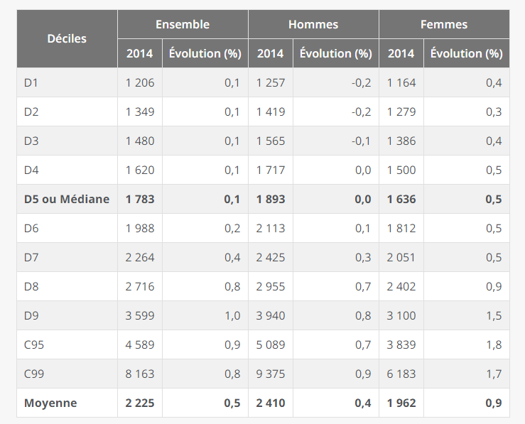 Déciles Ensemble Hommes Femmes
2014 Évolution (%) 2014 Évolution (%) 2014 Évolution (%)
D1 1 206 0,1 1 257 -0,2 1 164 0,4
D2 1 349 0,1 1 419 -0,2 1 279 0,3
D3 1 480 0,1 1 565 -0,1 1 386 0,4
D4 1 620 0,1 1 717 0,0 1 500 0,5
D5 ou Médiane 1 783 0,1 1 893 0,0 1 636 0,5
D6 1 988 0,2 2 113 0,1 1 812 0,5
D7 2 264 0,4 2 425 0,3 2 051 0,5
D8 2 716 0,8 2 955 0,7 2 402 0,9
D9 3 599 1,0 3 940 0,8 3 100 1,5
C95 4 589 0,9 5 089 0,7 3 839 1,8
C99 8 163 0,8 9 375 0,9 6 183 1,7
Moyenne 2 225 0,5 2 410 0,4 1 962 0,9